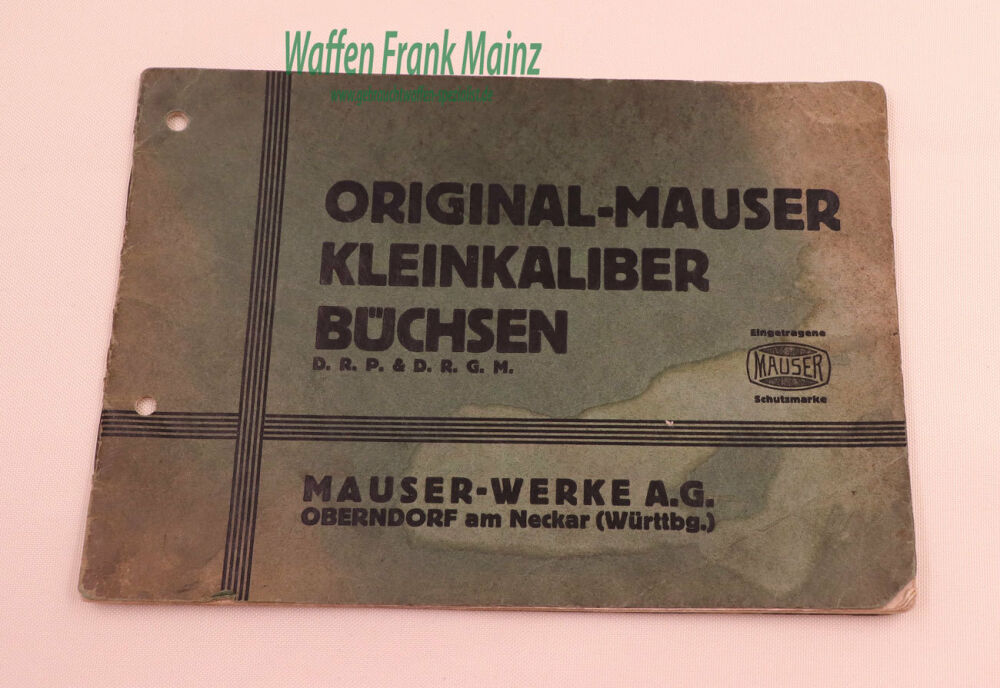 Waffen Frank Mainz
ORIGINAL-MAUSER
KLEINKALIBER
BÜCHSEN
D. R. P. & D. R. G. M.
Eingetragene
MAUSER
Schutzmarke
MAUSER-WERKE A.G.
OBERNDORF am Neckar (Württbg.)